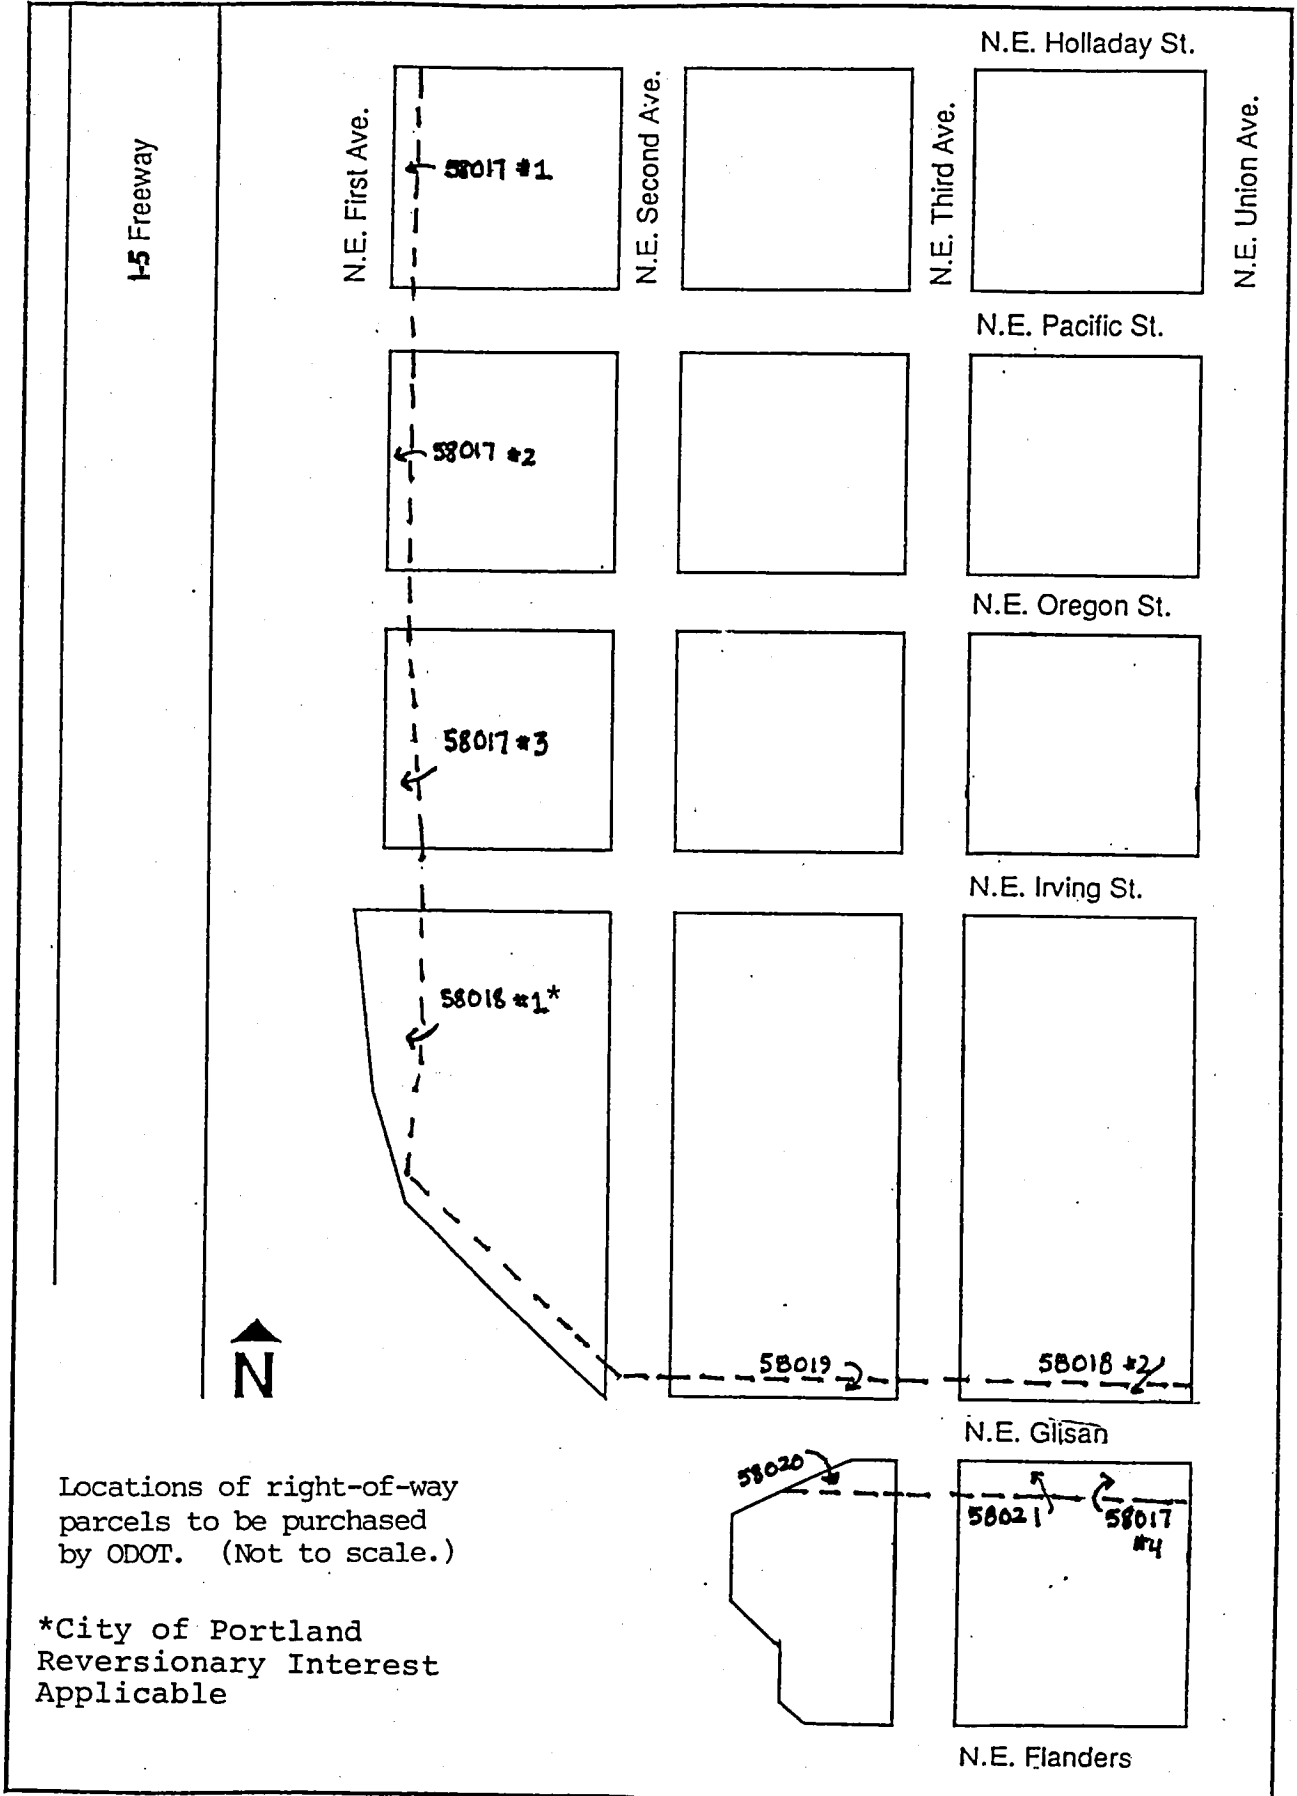 N.E. Holladay St.
I-5 Freeway
N.E. First Ave.
N.E. Second Ave.
N.E. Third Ave.
N.E. Union Ave.
58017 #1
N.E. Pacific St.
58017 #2
N.E. Oregon St.
58017 #3
N.E. Irving St.
58018 #1*
N
58019
58018 #2
N.E. Glisan
58020
58021
58017
#4
Locations of right-of-way
parcels to be purchased
by ODOT. (Not to scale.)
*City of Portland
Reversionary Interest
Applicable
N.E. Flanders